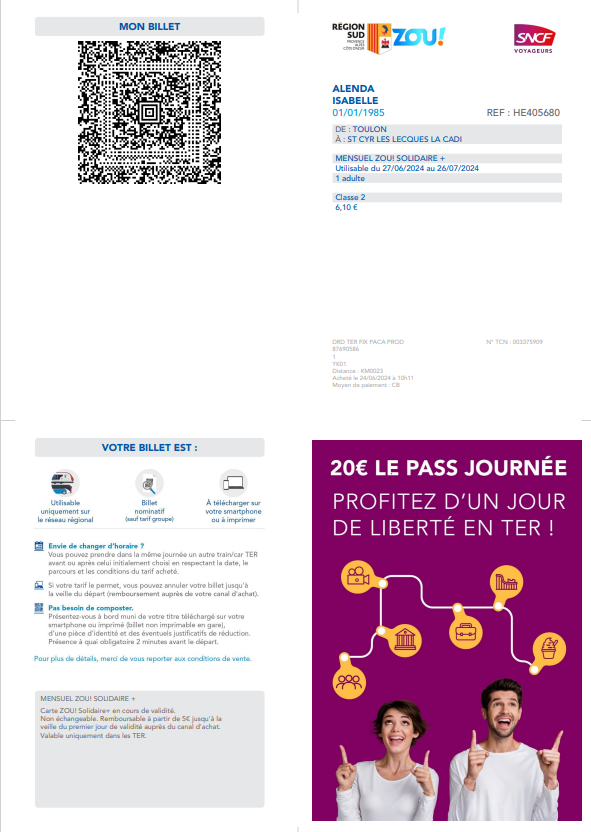 MON BILLET
RÉGION
SUD
PROVENCE
ALPES
CÔTE D'AZUR
ZOU!
SNCF
VOYAGEURS
ALENDA
ISABELLE
01/01/1985 REF : HE405680
DE : TOULON
À : ST CYR LES LECQUES LA CADI
MENSUEL ZOU! SOLIDAIRE +
Utilisable du 27/06/2024 au 26/07/2024
1 adulte
Classe 2
6,10 €
DRD TER FIX PACA PROD N° TCN : 003375909
87690586
1
YK01
Distance : KM0023
Acheté le 24/06/2024 à 10h11
Moyen de paiement : CB
VOTRE BILLET EST :
Utilisable
uniquement sur
le réseau régional
Billet
nominatif
(sauf tarif groupe)
À télécharger sur
votre smartphone
ou à imprimer
Envie de changer d'horaire ?
Vous pouvez prendre dans la même journée un autre train/car TER
avant ou après celui initialement choisi en respectant la date, le
parcours et les conditions du tarif acheté.
Si votre tarif le permet, vous pouvez annuler votre billet jusqu'à
la veille du départ (remboursement auprès de votre canal d'achat).
Pas besoin de composter.
Présentez-vous à bord muni de votre titre téléchargé sur votre
smartphone ou imprimé (billet non imprimable en gare),
d'une pièce d'identité et des éventuels justificatifs de réduction.
Présence à quai obligatoire 2 minutes avant le départ.
Pour plus de détails, merci de vous reporter aux conditions de vente.
MENSUEL ZOU! SOLIDAIRE +
Carte ZOU! Solidaire+ en cours de validité.
Non échangeable. Remboursable à partir de 5€ jusqu'à la
veille du premier jour de validité auprès du canal d'achat.
Valable uniquement dans les TER.
20€ LE PASS JOURNÉE
PROFITEZ D'UN JOUR
DE LIBERTÉ EN TER !